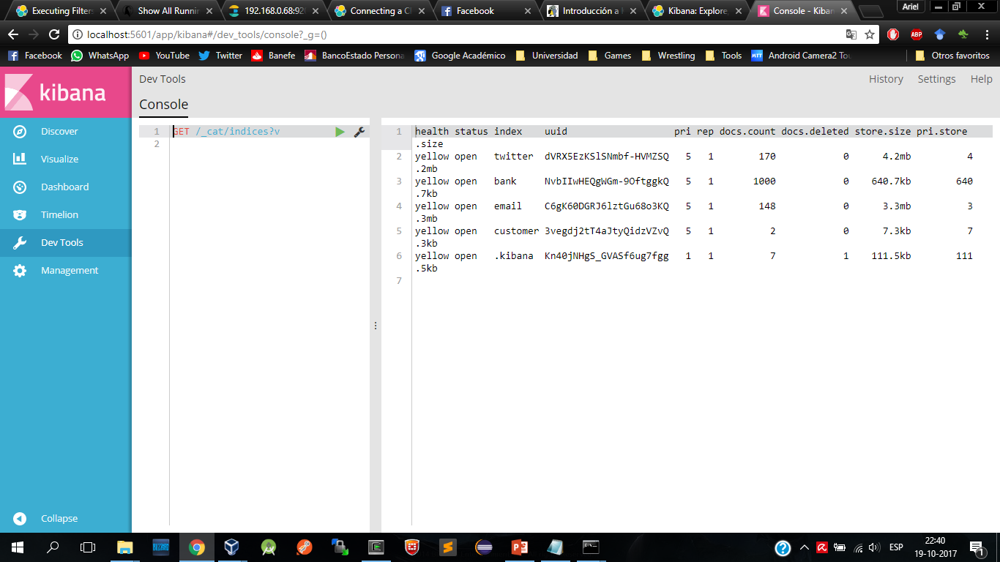 Executing Filters
Show All Runnin
192.168.0.68:92
Connecting a Cl
Facebook
Introducción a
Kibana: Explore,
Console - Kiban
Ariel
localhost:5601/app/kibana#/dev_tools/console?_g=()
Facebook
WhatsApp
YouTube
Twitter
Banefe
BancoEstado Persona
Google Académico
Universidad
Games
Wrestling
Tools
Android Camera2 Tou
Otros favoritos
kibana
Dev Tools
History
Settings
Help
Console
Discover
Visualize
Dashboard
Timelion
Dev Tools
Management
Collapse
1 GET /_cat/indices?v
2
1 health status index uuid pri rep docs.count docs.deleted store.size pri.store
.size
2 yellow open twitter dVRX5EzKSlSNmbf-HVMZSQ 5 1 170 0 4.2mb 4
.2mb
3 yellow open bank NvbIIwHEQgWGm-9OftggkQ 5 1 1000 0 640.7kb 640
.7kb
4 yellow open email C6gK60DGRJ6lztGu68o3KQ 5 1 148 0 3.3mb 3
.3mb
5 yellow open customer 3vegdj2tT4aJtyQidzVZvQ 5 1 2 0 7.3kb 7
.3kb
6 yellow open .kibana Kn40jNHgS_GVASf6ug7fgg 1 1 7 1 111.5kb 111
.5kb
7
ESP
22:40
19-10-2017
1